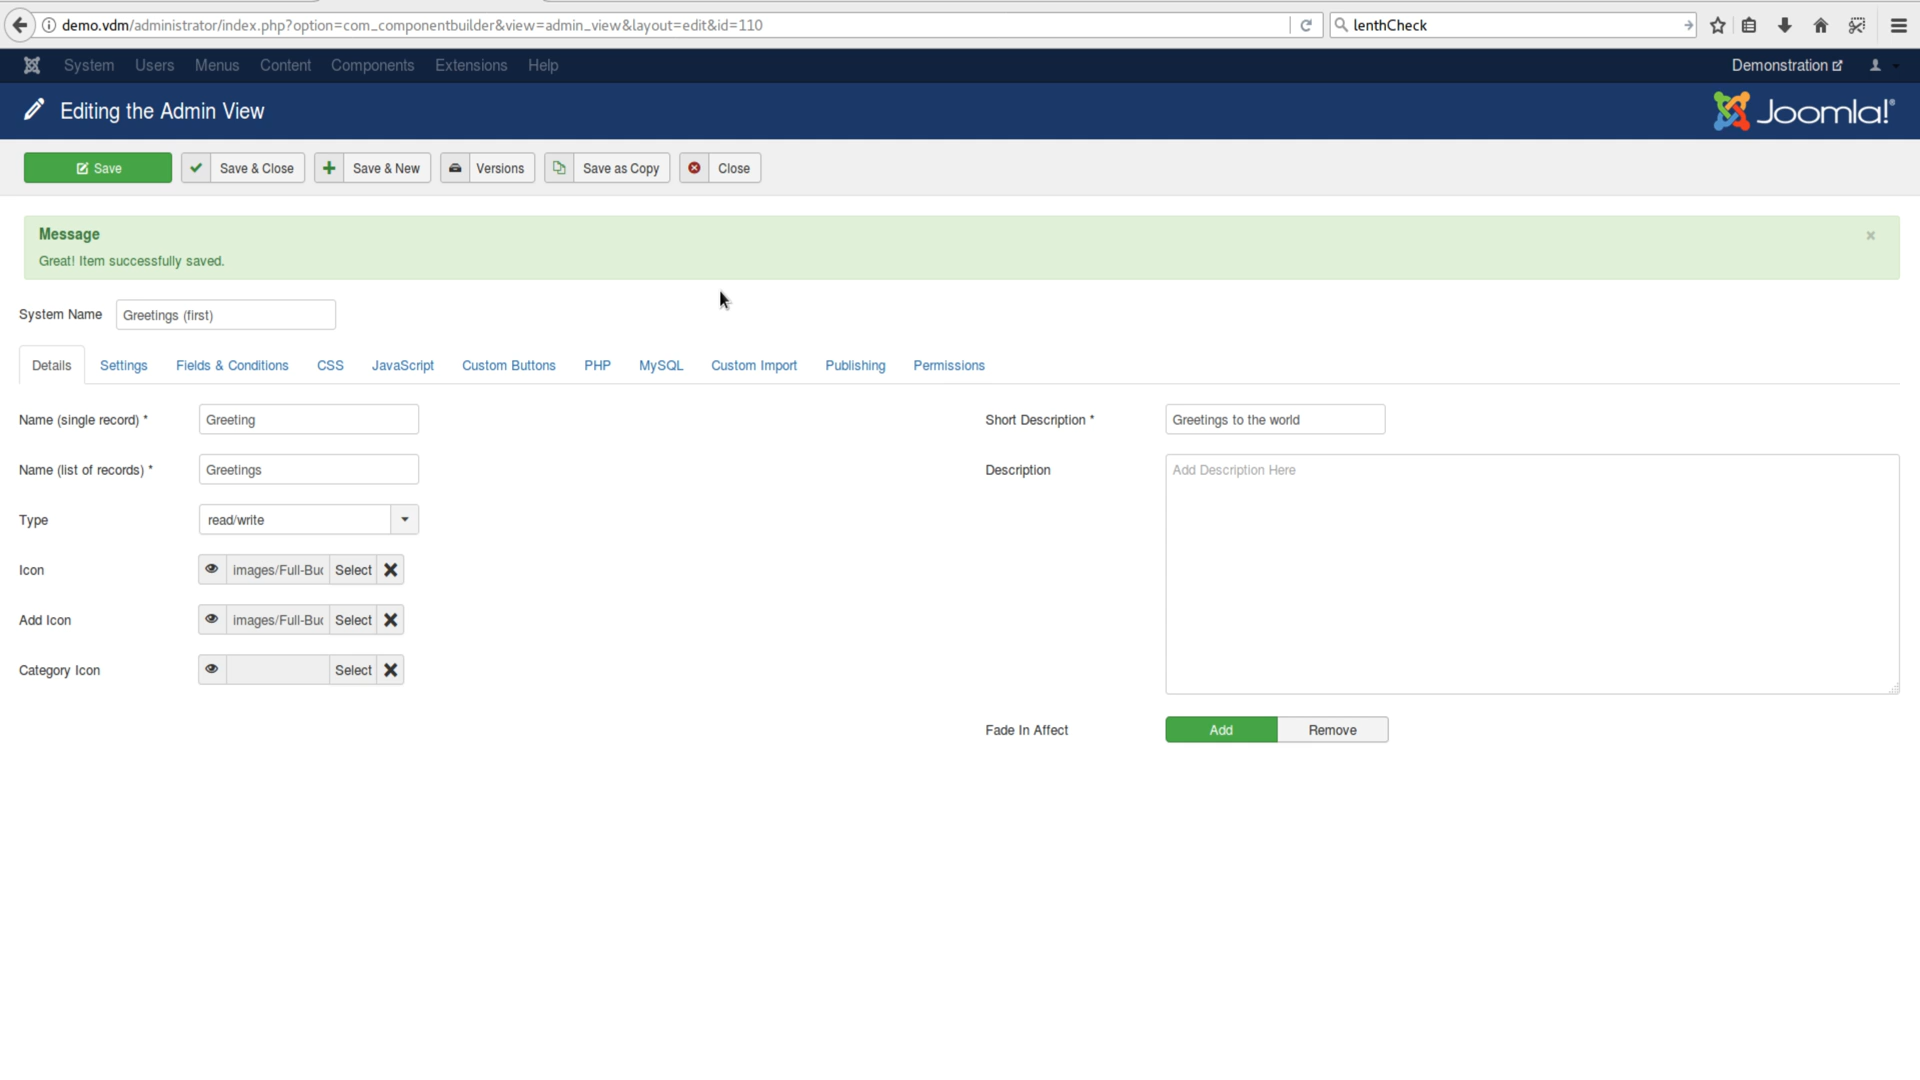 demo.vdm/administrator/index.php?option=com_componentbuilder&view=admin_view&layout=edit&id=110
lenthCheck
System Users Menus Content Components Extensions Help
Demonstration
Editing the Admin View
Joomla!®
Save
Save & Close
Save & New
Versions
Save as Copy
Close
Message
Great! Item successfully saved.
System Name Greetings (first)
Details Settings Fields & Conditions CSS JavaScript Custom Buttons PHP MySQL Custom Import Publishing Permissions
Name (single record) * Greeting
Name (list of records) * Greetings
Type read/write
Icon images/Full-Buc Select
Add Icon images/Full-Buc Select
Category Icon Select
Short Description * Greetings to the world
Description Add Description Here
Fade In Affect Add Remove